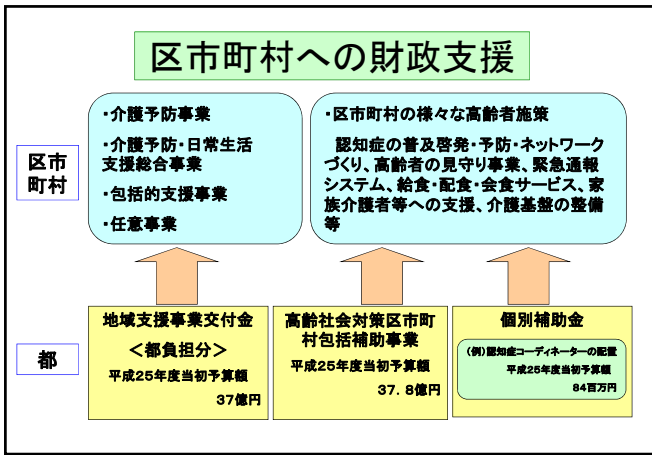 区市町村への財政支援
区市
町村
・介護予防事業
・介護予防・日常生活
支援総合事業
・包括的支援事業
・任意事業
・区市町村の様々な高齢者施策
認知症の普及啓発・予防・ネットワーク
づくり、高齢者の見守り事業、緊急通報
システム、給食・配食・会食サービス、家
族介護者等への支援、介護基盤の整備
等
都
地域支援事業交付金
＜都負担分＞
平成25年度当初予算額
37億円
高齢社会対策区市町
村包括補助事業
平成25年度当初予算額
37．8億円
個別補助金
（例）認知症コーディネーターの配置
平成25年度当初予算額
84百万円